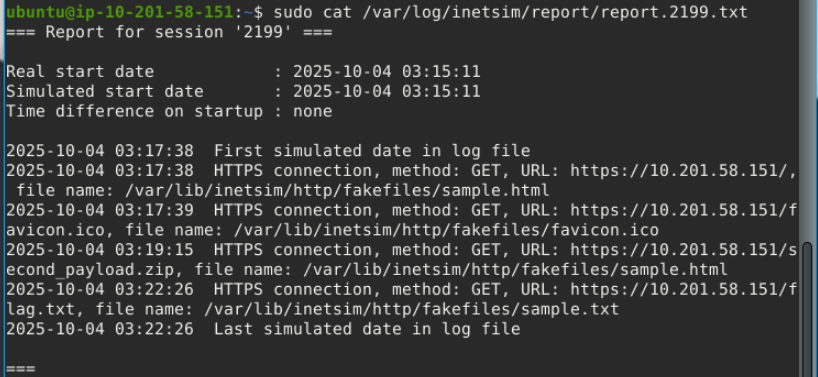 ubuntu@ip-10-201-58-151:~$ sudo cat /var/log/inetsim/report/report.2199.txt
=== Report for session '2199' ===
Real start date            : 2025-10-04 03:15:11
Simulated start date       : 2025-10-04 03:15:11
Time difference on startup : none
2025-10-04 03:17:38  First simulated date in log file
2025-10-04 03:17:38  HTTPS connection, method: GET, URL: https://10.201.58.151/,
 file name: /var/lib/inetsim/http/fakefiles/sample.html
2025-10-04 03:17:39  HTTPS connection, method: GET, URL: https://10.201.58.151/f
avicon.ico, file name: /var/lib/inetsim/http/fakefiles/favicon.ico
2025-10-04 03:19:15  HTTPS connection, method: GET, URL: https://10.201.58.151/s
econd_payload.zip, file name: /var/lib/inetsim/http/fakefiles/sample.html
2025-10-04 03:22:26  HTTPS connection, method: GET, URL: https://10.201.58.151/f
lag.txt, file name: /var/lib/inetsim/http/fakefiles/sample.txt
2025-10-04 03:22:26  Last simulated date in log file
===